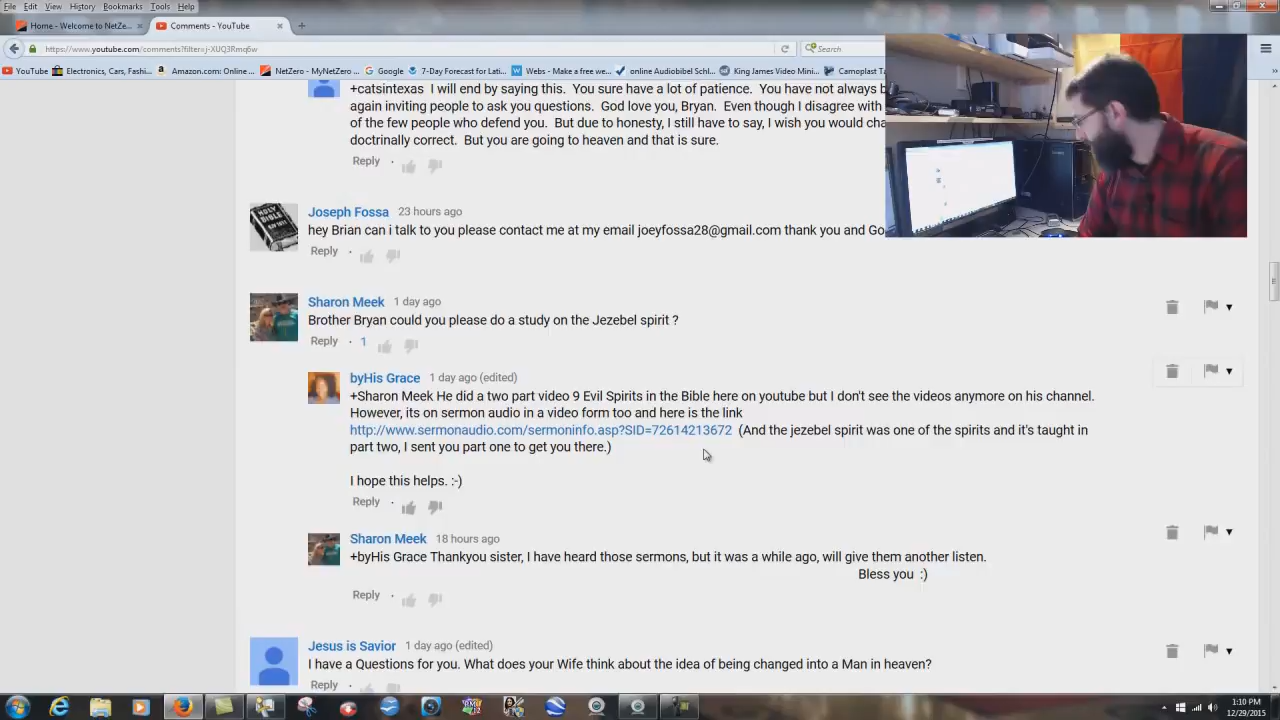 File Edit View History Bookmarks Tools Help
Home - Welcome to NetZe... × Comments - YouTube × +
https://www.youtube.com/comments?filter=j-XUQ3Rmq6w Search
YouTube Electronics, Cars, Fashi... Amazon.com: Online ... NetZero - MyNetZero ... Google 7-Day Forecast for Lati... Webs - Make a free we... online Audiobibel Schl... King James Video Mini... Camoplast Ta
+catsintexas I will end by saying this. You sure have a lot of patience. You have not always b
again inviting people to ask you questions. God love you, Bryan. Even though I disagree with
of the few people who defend you. But due to honesty, I still have to say, I wish you would cha
doctrinally correct. But you are going to heaven and that is sure.
Reply ·
HOLY BIBLE
Joseph Fossa 23 hours ago
hey Brian can i talk to you please contact me at my email joeyfossa28@gmail.com thank you and Go
Reply ·
Sharon Meek 1 day ago
Brother Bryan could you please do a study on the Jezebel spirit ?
Reply · 1
byHis Grace 1 day ago (edited)
+Sharon Meek He did a two part video 9 Evil Spirits in the Bible here on youtube but I don't see the videos anymore on his channel.
However, its on sermon audio in a video form too and here is the link
http://www.sermonaudio.com/sermoninfo.asp?SID=72614213672 (And the jezebel spirit was one of the spirits and it's taught in
part two, I sent you part one to get you there.)
I hope this helps. :-)
Reply ·
Sharon Meek 18 hours ago
+byHis Grace Thankyou sister, I have heard those sermons, but it was a while ago, will give them another listen.
Bless you :)
Reply
Jesus is Savior 1 day ago (edited)
I have a Questions for you. What does your Wife think about the idea of being changed into a Man in heaven?
Reply ·
1:10 PM
12/29/2015